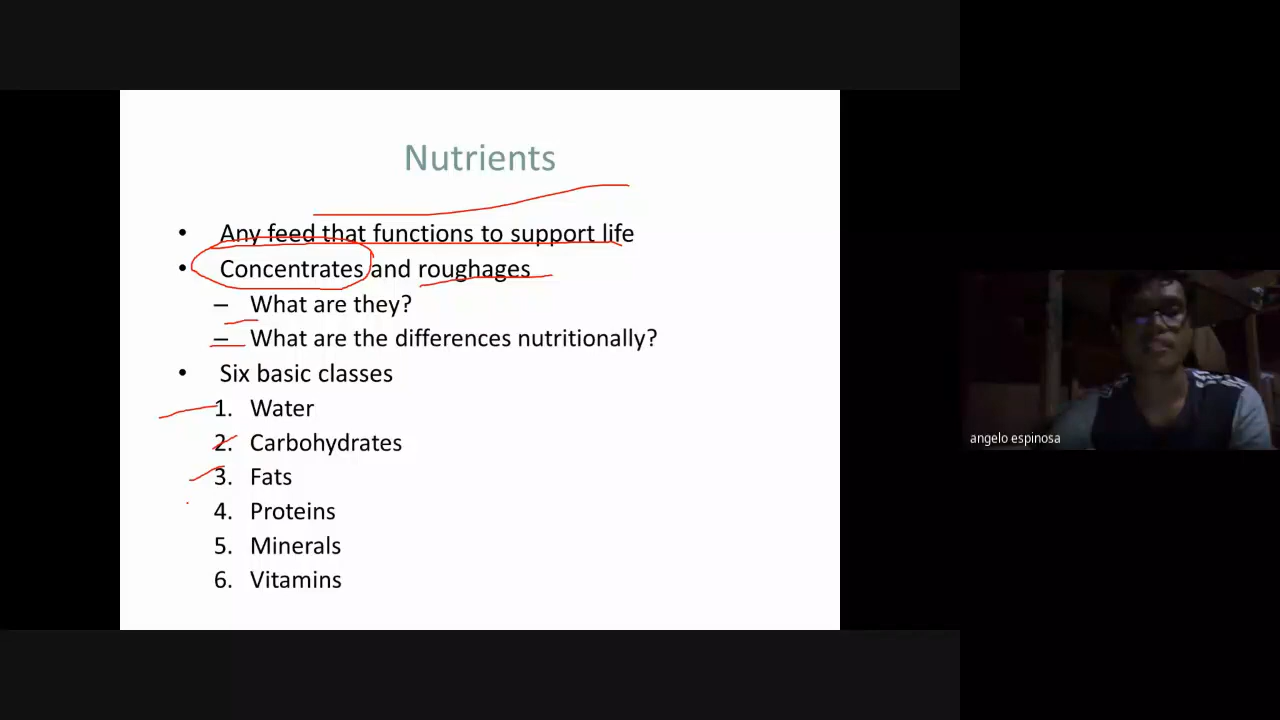 Nutrients
• Any feed that functions to support life
• Concentrates and roughages
– What are they?
– What are the differences nutritionally?
• Six basic classes
1. Water
2. Carbohydrates
3. Fats
4. Proteins
5. Minerals
6. Vitamins
angelo espinosa